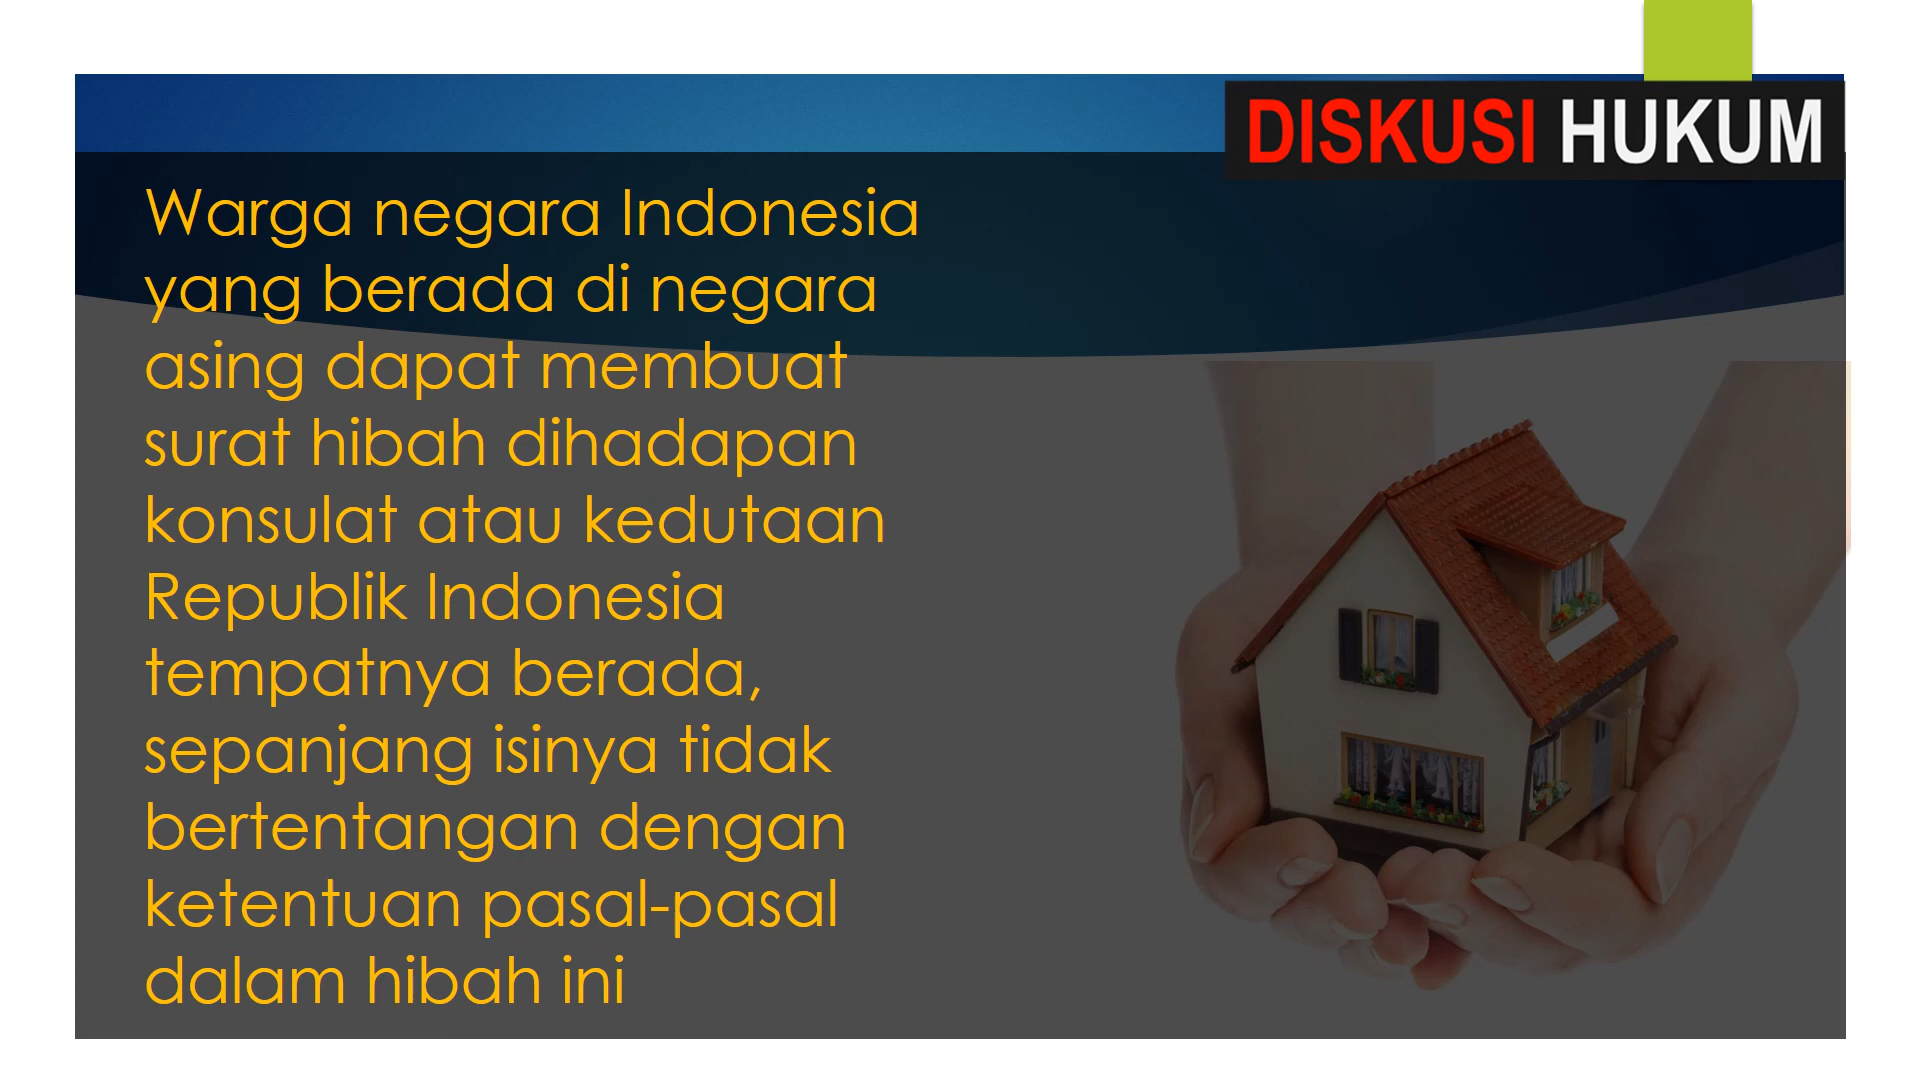 DISKUSI HUKUM
Warga negara Indonesia
yang berada di negara
asing dapat membuat
surat hibah dihadapan
konsulat atau kedutaan
Republik Indonesia
tempatnya berada,
sepanjang isinya tidak
bertentangan dengan
ketentuan pasal-pasal
dalam hibah ini